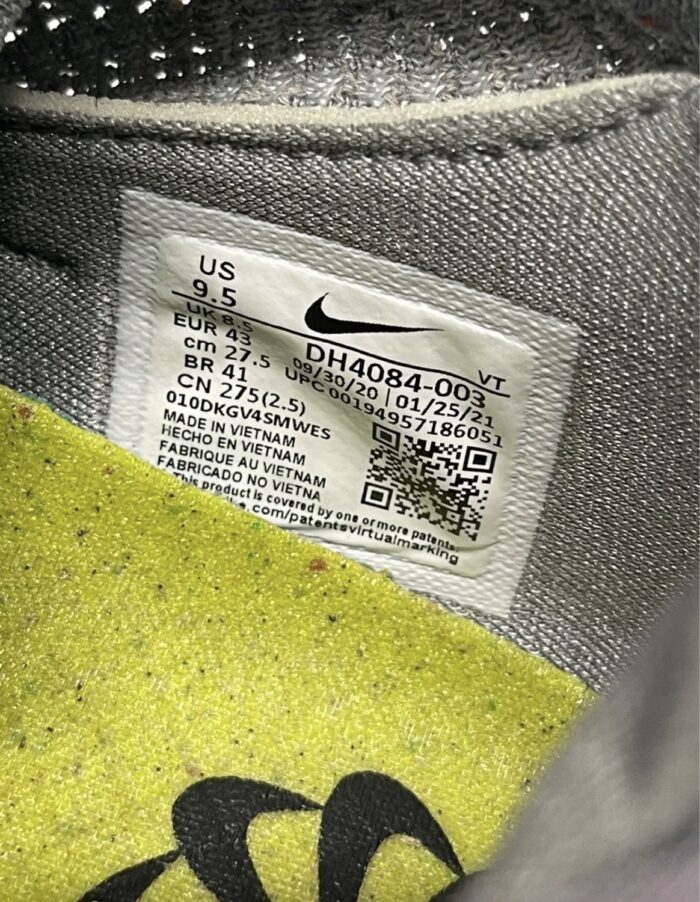 US
9.5
UK 8.5
EUR 43
cm 27.5
BR 41
CN 275(2.5)
010DKGV4SMWES
DH4084-003 VT
09/30/20 | 01/25/21
UPC 00194957186051
MADE IN VIETNAM
HECHO EN VIETNAM
FABRIQUE AU VIETNAM
FABRICADO NO VIETNA
This product is covered by one or more patents.
.com/patentsvirtualmarking